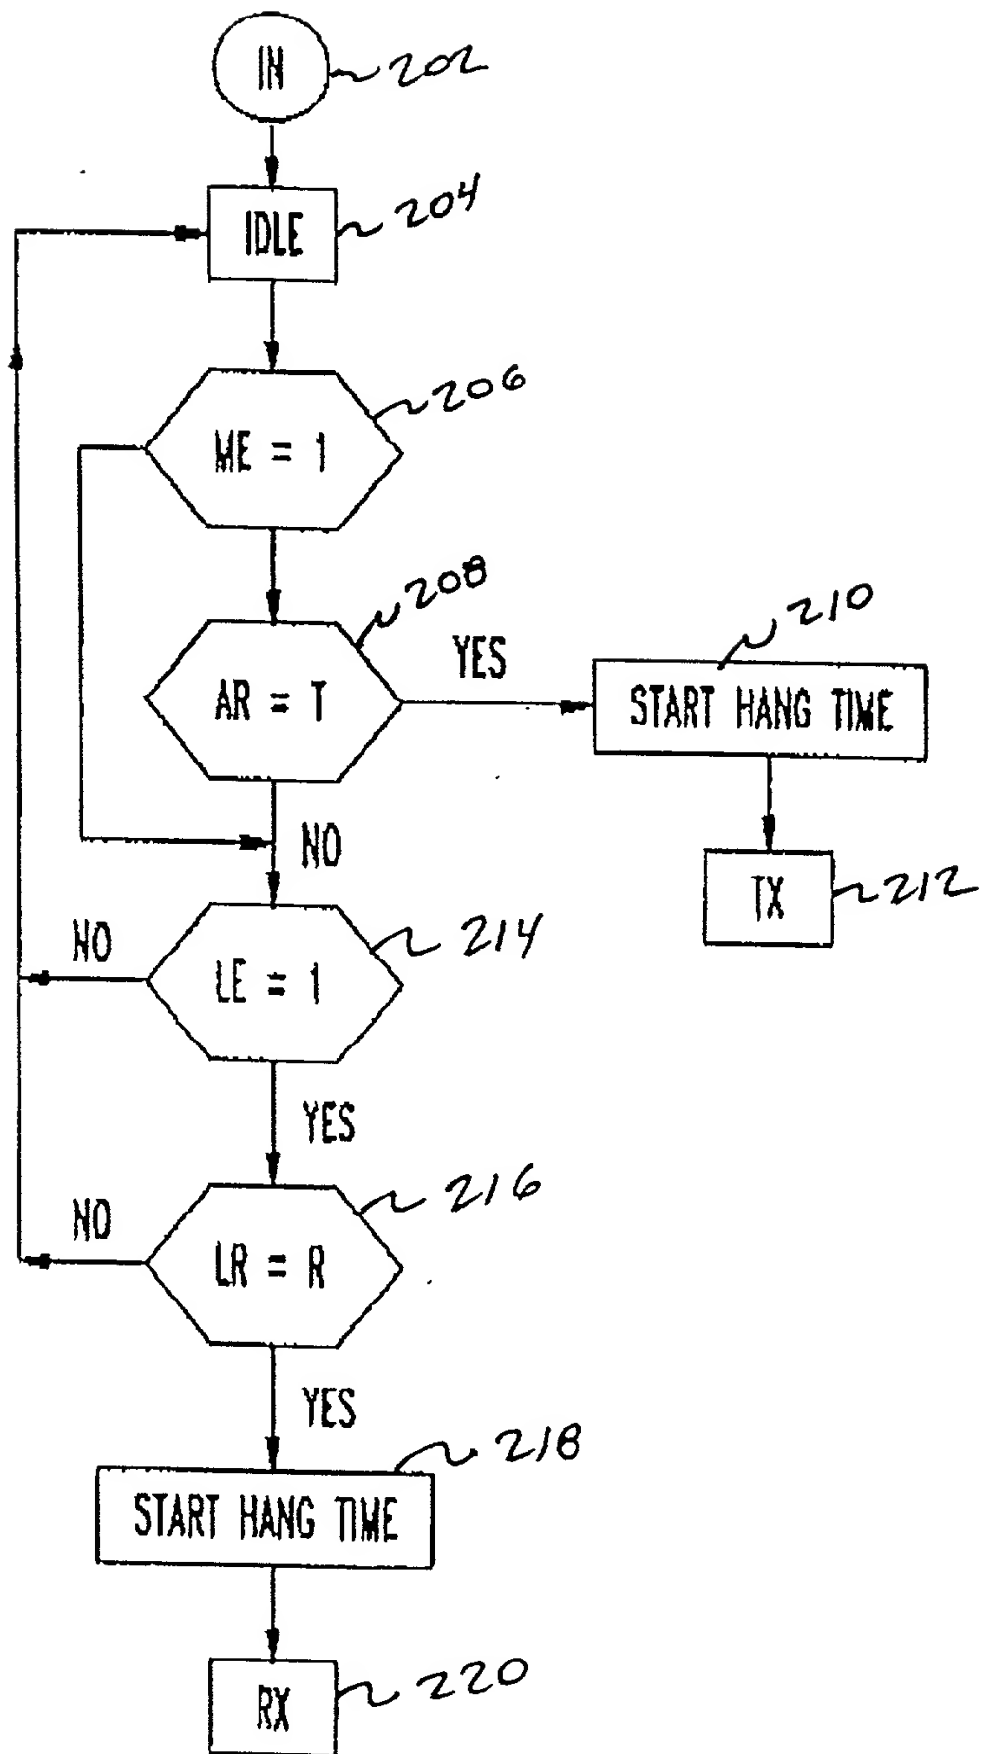 IN
202
IDLE
204
206
ME = 1
208
AR = T
YES
210
START HANG TIME
NO
TX
212
NO
214
LE = 1
YES
216
NO
LR = R
YES
218
START HANG TIME
RX
220